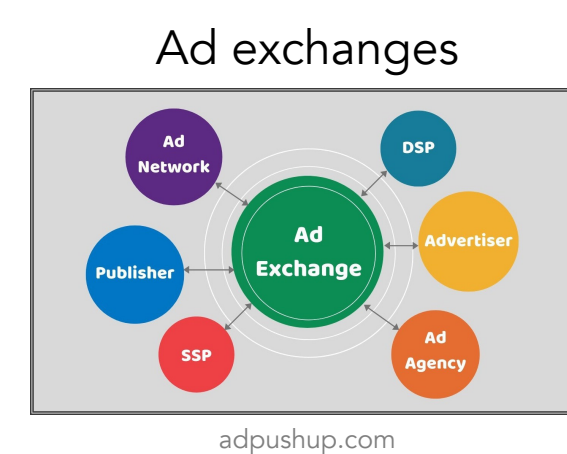 Ad exchanges
Ad
Network
DSP
Ad
Exchange
Advertiser
Publisher
SSP
Ad
Agency
adpushup.com